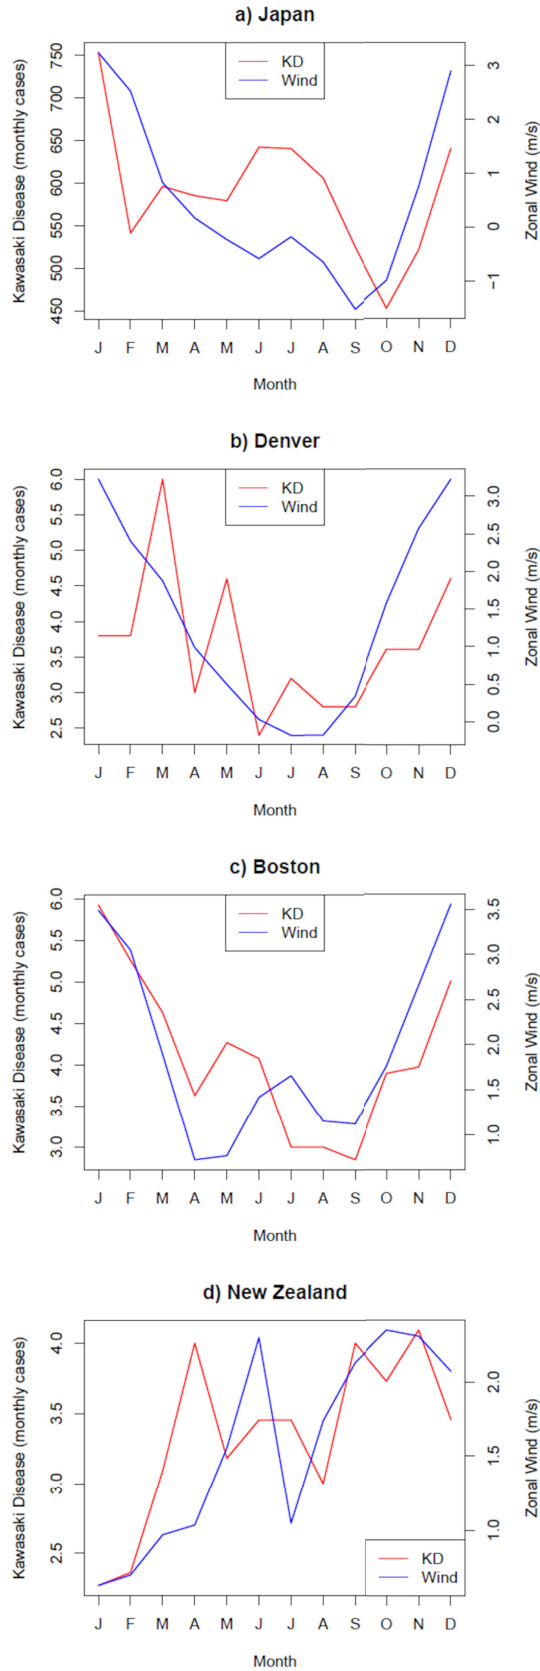 a) Japan
KD
Wind
Kawasaki Disease (monthly cases)
750
700
650
600
550
500
450
3
2
1
0
−1
Zonal Wind (m/s)
J F M A M J J A S O N D
Month
b) Denver
KD
Wind
Kawasaki Disease (monthly cases)
6.0
5.5
5.0
4.5
4.0
3.5
3.0
2.5
3.0
2.5
2.0
1.5
1.0
0.5
0.0
Zonal Wind (m/s)
J F M A M J J A S O N D
Month
c) Boston
KD
Wind
Kawasaki Disease (monthly cases)
6.0
5.5
5.0
4.5
4.0
3.5
3.0
3.5
3.0
2.5
2.0
1.5
1.0
Zonal Wind (m/s)
J F M A M J J A S O N D
Month
d) New Zealand
Kawasaki Disease (monthly cases)
4.0
3.5
3.0
2.5
2.0
1.5
1.0
Zonal Wind (m/s)
KD
Wind
J F M A M J J A S O N D
Month